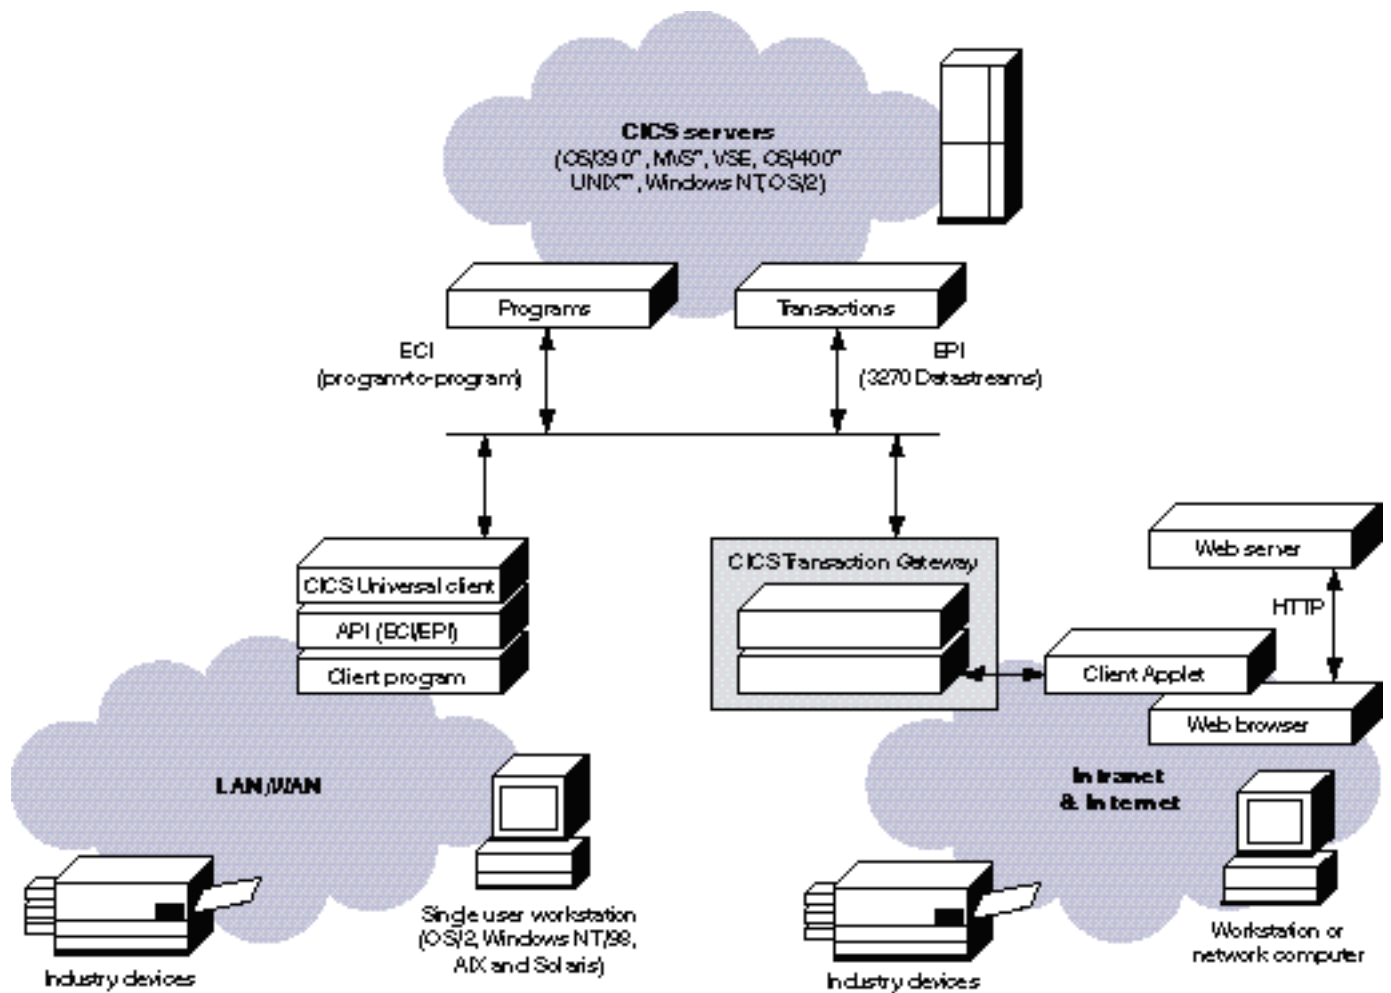 CICS servers
(OS/390™, MVS™, VSE, OS/400™
UNIX™, Windows NT, OS/2)
Programs
Transactions
ECI
(program-to-program)
EPI
(3270 Datastreams)
CICS Universal client
API (ECI/EPI)
Client program
CICS Transaction Gateway
Web server
HTTP
Client Applet
Web browser
LAN/WAN
Intranet
& Internet
Single user workstation
(OS/2, Windows NT/98,
AIX and Solaris)
Industry devices
Workstation or
network computer
Industry devices